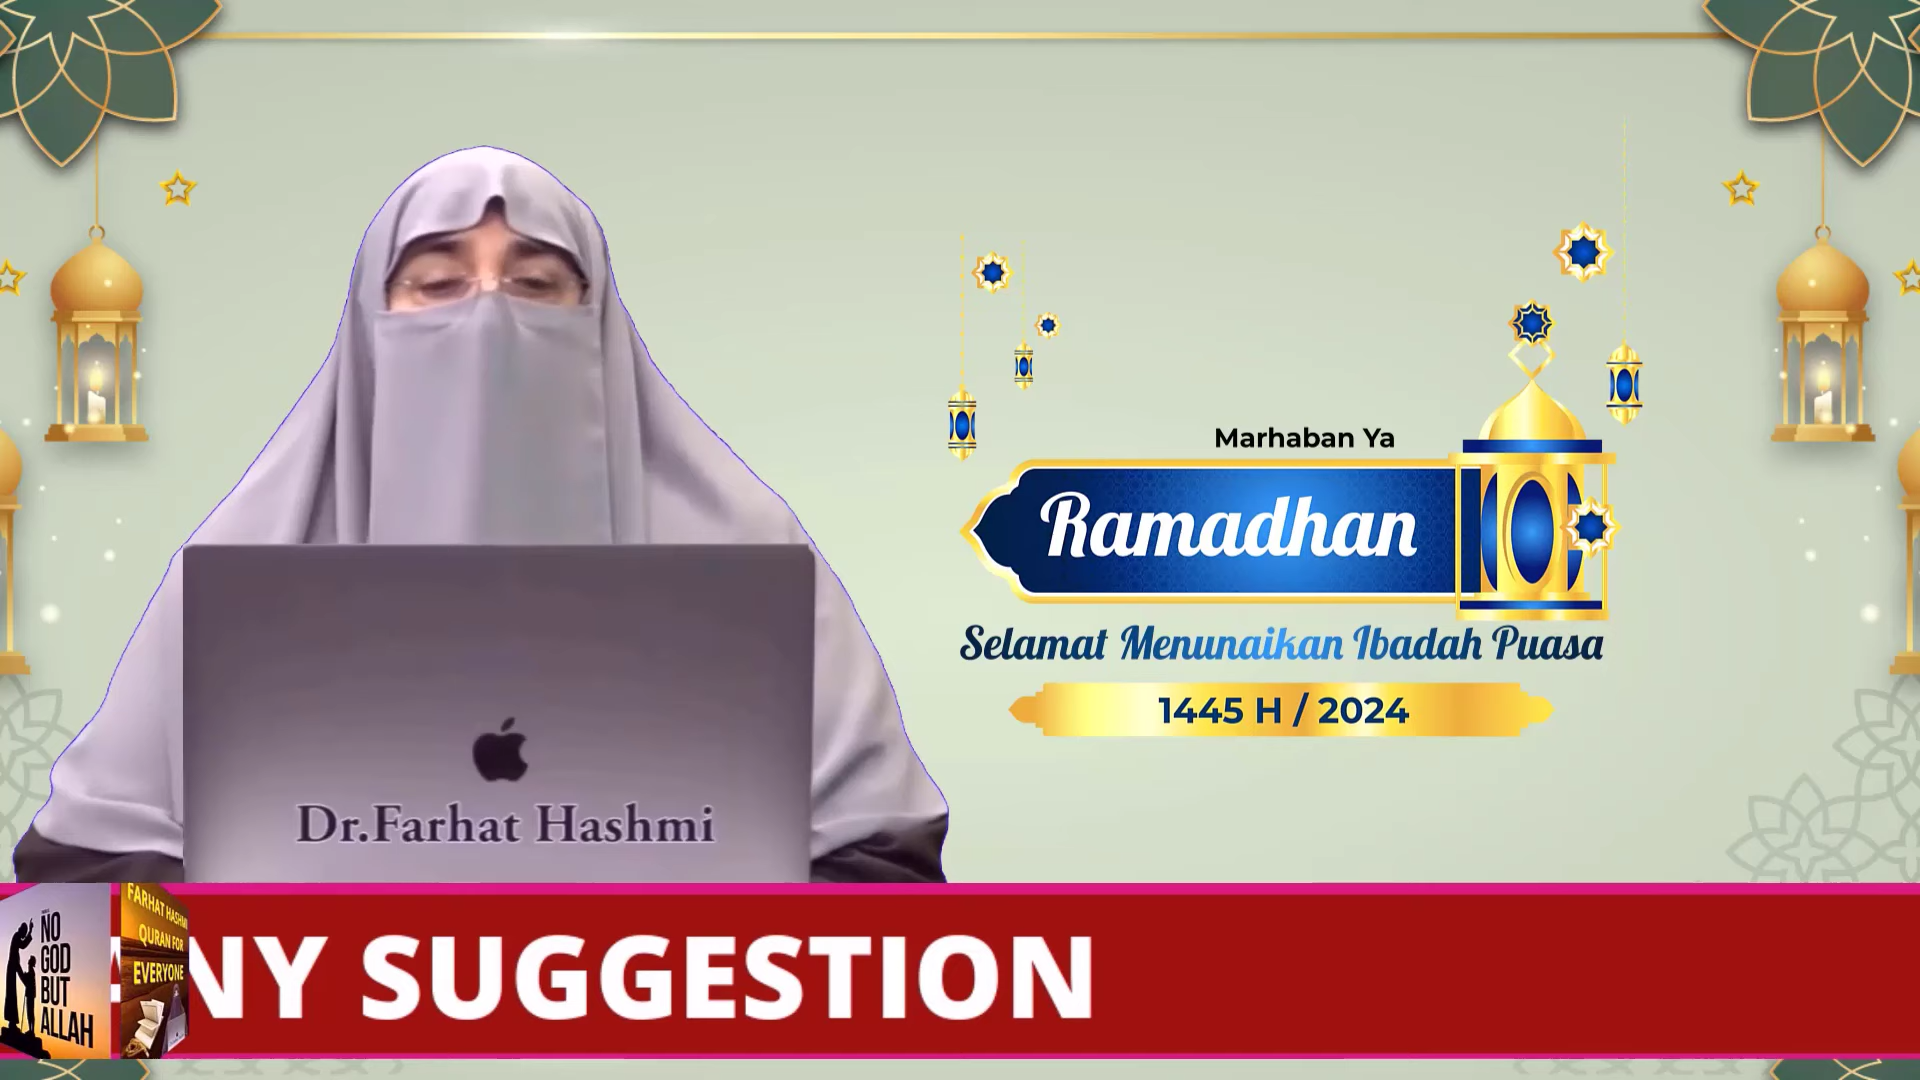 Marhaban Ya
Ramadhan
Selamat Menunaikan Ibadah Puasa
1445 H / 2024
Dr.Farhat Hashmi
NO
GOD
BUT
ALLAH
FARHAT HASHMI
QURAN FOR
EVERYONE
NY SUGGESTION